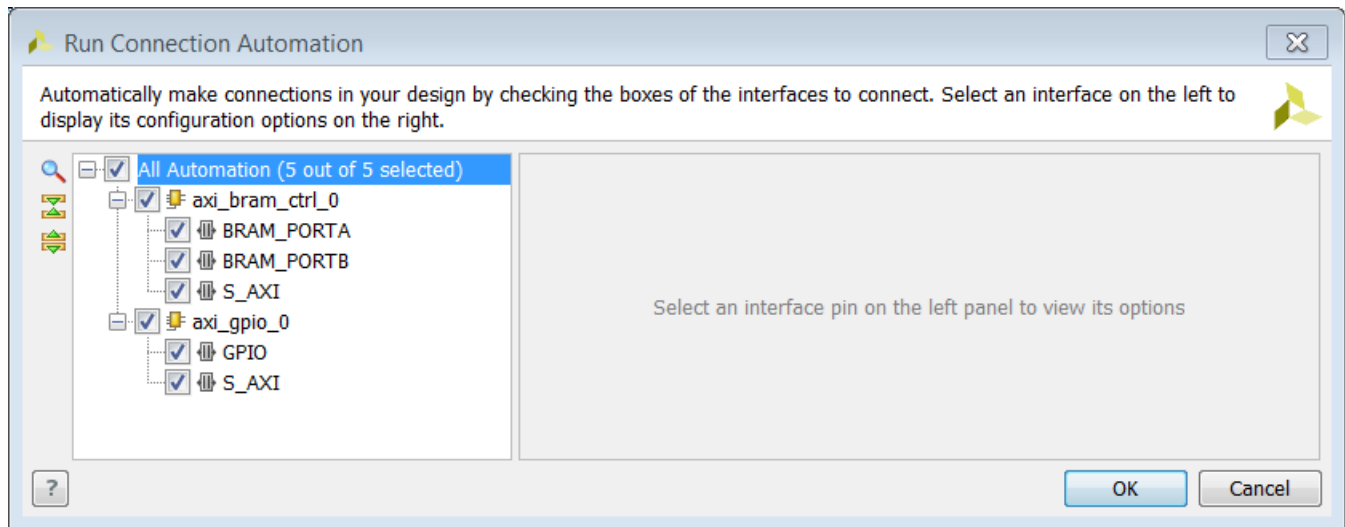 Run Connection Automation
Automatically make connections in your design by checking the boxes of the interfaces to connect. Select an interface on the left to
display its configuration options on the right.
All Automation (5 out of 5 selected)
axi_bram_ctrl_0
BRAM_PORTA
BRAM_PORTB
S_AXI
axi_gpio_0
GPIO
S_AXI
Select an interface pin on the left panel to view its options
?
OK
Cancel